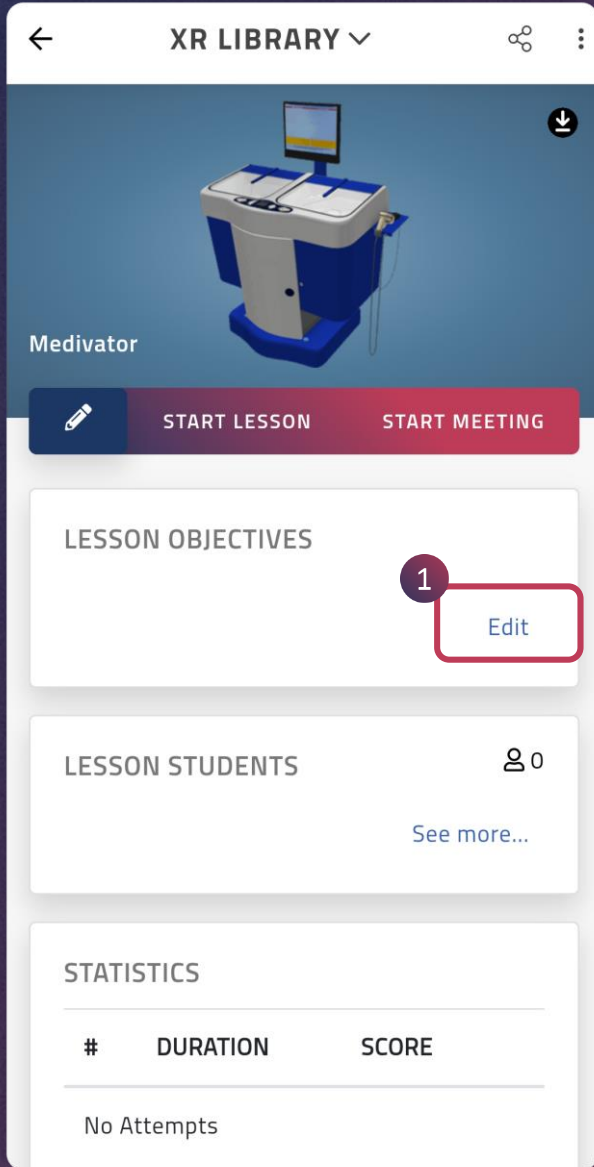 XR LIBRARY
Medivator
START LESSON START MEETING
LESSON OBJECTIVES
1
Edit
LESSON STUDENTS 0
See more...
STATISTICS
# DURATION SCORE
No Attempts